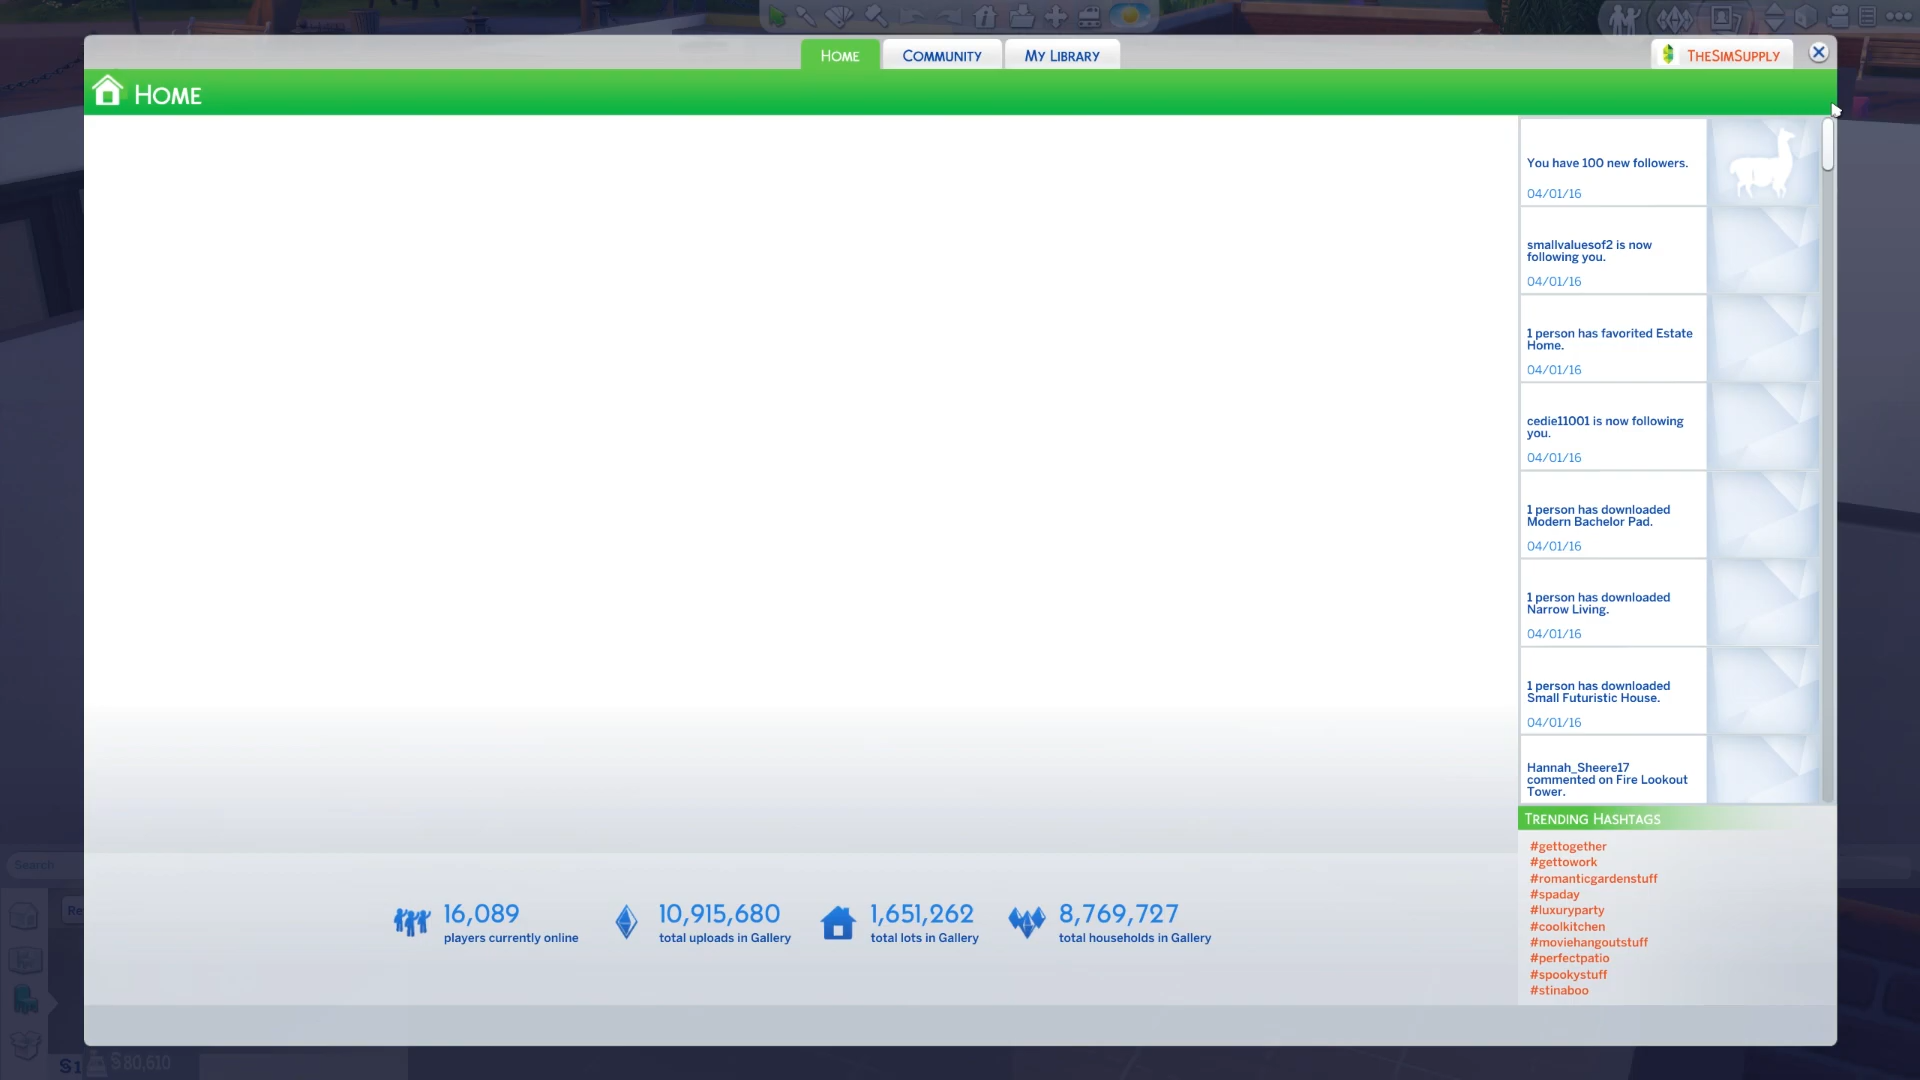 HOME
COMMUNITY
MY LIBRARY
THESIMSUPPLY
HOME
You have 100 new followers.
04/01/16
smallvaluesof2 is now
following you.
04/01/16
1 person has favorited Estate
Home.
04/01/16
cedie11001 is now following
you.
04/01/16
1 person has downloaded
Modern Bachelor Pad.
04/01/16
1 person has downloaded
Narrow Living.
04/01/16
1 person has downloaded
Small Futuristic House.
04/01/16
Hannah_Sheere17
commented on Fire Lookout
Tower.
TRENDING HASHTAGS
#gettogether
#gettowork
#romanticgardenstuff
#spaday
#luxuryparty
#coolkitchen
#moviehangoutstuff
#perfectpatio
#spookystuff
#stinaboo
16,089
players currently online
10,915,680
total uploads in Gallery
1,651,262
total lots in Gallery
8,769,727
total households in Gallery
Search
Re
§1
§80,610